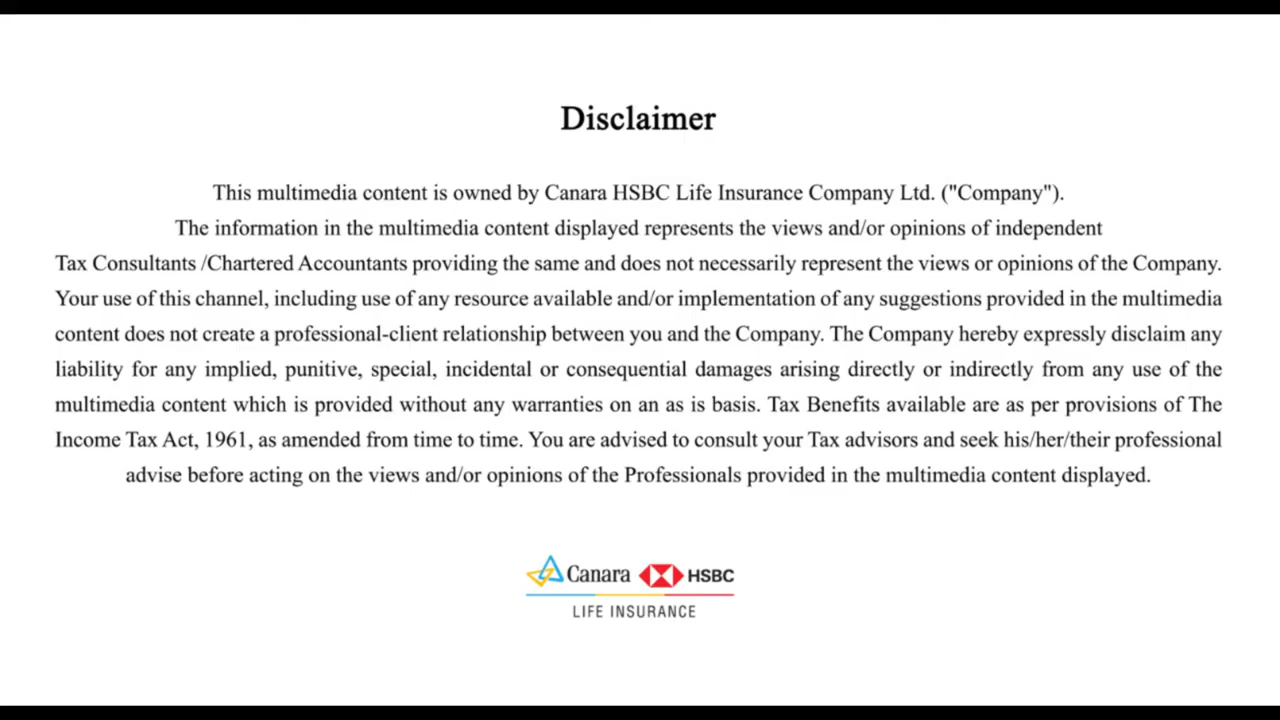 Disclaimer
This multimedia content is owned by Canara HSBC Life Insurance Company Ltd. ("Company").
The information in the multimedia content displayed represents the views and/or opinions of independent
Tax Consultants /Chartered Accountants providing the same and does not necessarily represent the views or opinions of the Company.
Your use of this channel, including use of any resource available and/or implementation of any suggestions provided in the multimedia
content does not create a professional-client relationship between you and the Company. The Company hereby expressly disclaim any
liability for any implied, punitive, special, incidental or consequential damages arising directly or indirectly from any use of the
multimedia content which is provided without any warranties on an as is basis. Tax Benefits available are as per provisions of The
Income Tax Act, 1961, as amended from time to time. You are advised to consult your Tax advisors and seek his/her/their professional
advise before acting on the views and/or opinions of the Professionals provided in the multimedia content displayed.
Canara HSBC
LIFE INSURANCE